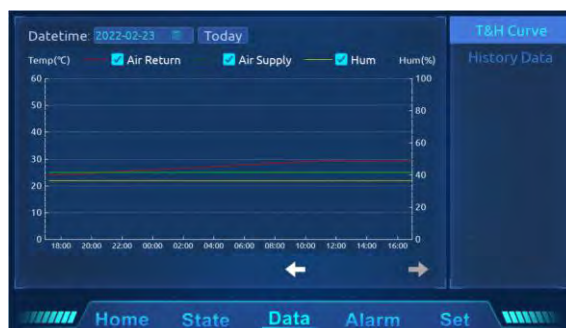 Datetime: 2022-02-23 Today
Temp(℃) Air Return Air Supply Hum Hum(%)
60 100
50
80
40
60
30
40
20
20
10
0 0
18:00 20:00 22:00 00:00 02:00 04:00 06:00 08:00 10:00 12:00 14:00 16:00
T&H Curve
History Data
Home State Data Alarm Set